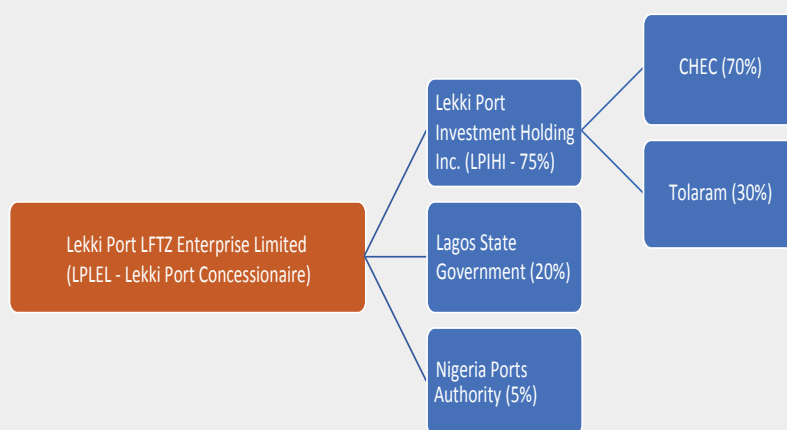 Lekki Port LFTZ Enterprise Limited
(LPLEL - Lekki Port Concessionaire)
Lekki Port
Investment Holding
Inc. (LPIHI - 75%)
Lagos State
Government (20%)
Nigeria Ports
Authority (5%)
CHEC (70%)
Tolaram (30%)